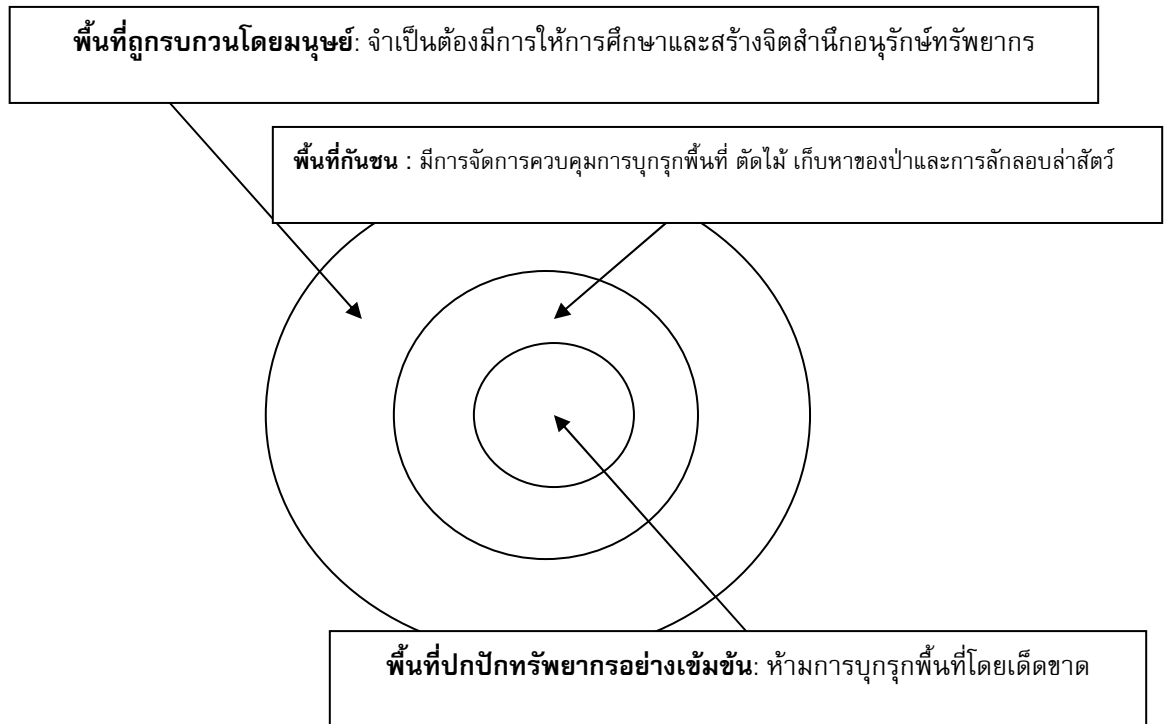 พื้นที่ถูกรบกวนโดยมนุษย์: จำเป็นต้องมีการให้การศึกษาและสร้างจิตสำนึกอนุรักษ์ทรัพยากร
พื้นที่กันชน : มีการจัดการควบคุมการบุกรุกพื้นที่ ตัดไม้ เก็บหาของป่าและการลักลอบล่าสัตว์
พื้นที่ปกปักทรัพยากรอย่างเข้มข้น: ห้ามการบุกรุกพื้นที่โดยเด็ดขาด